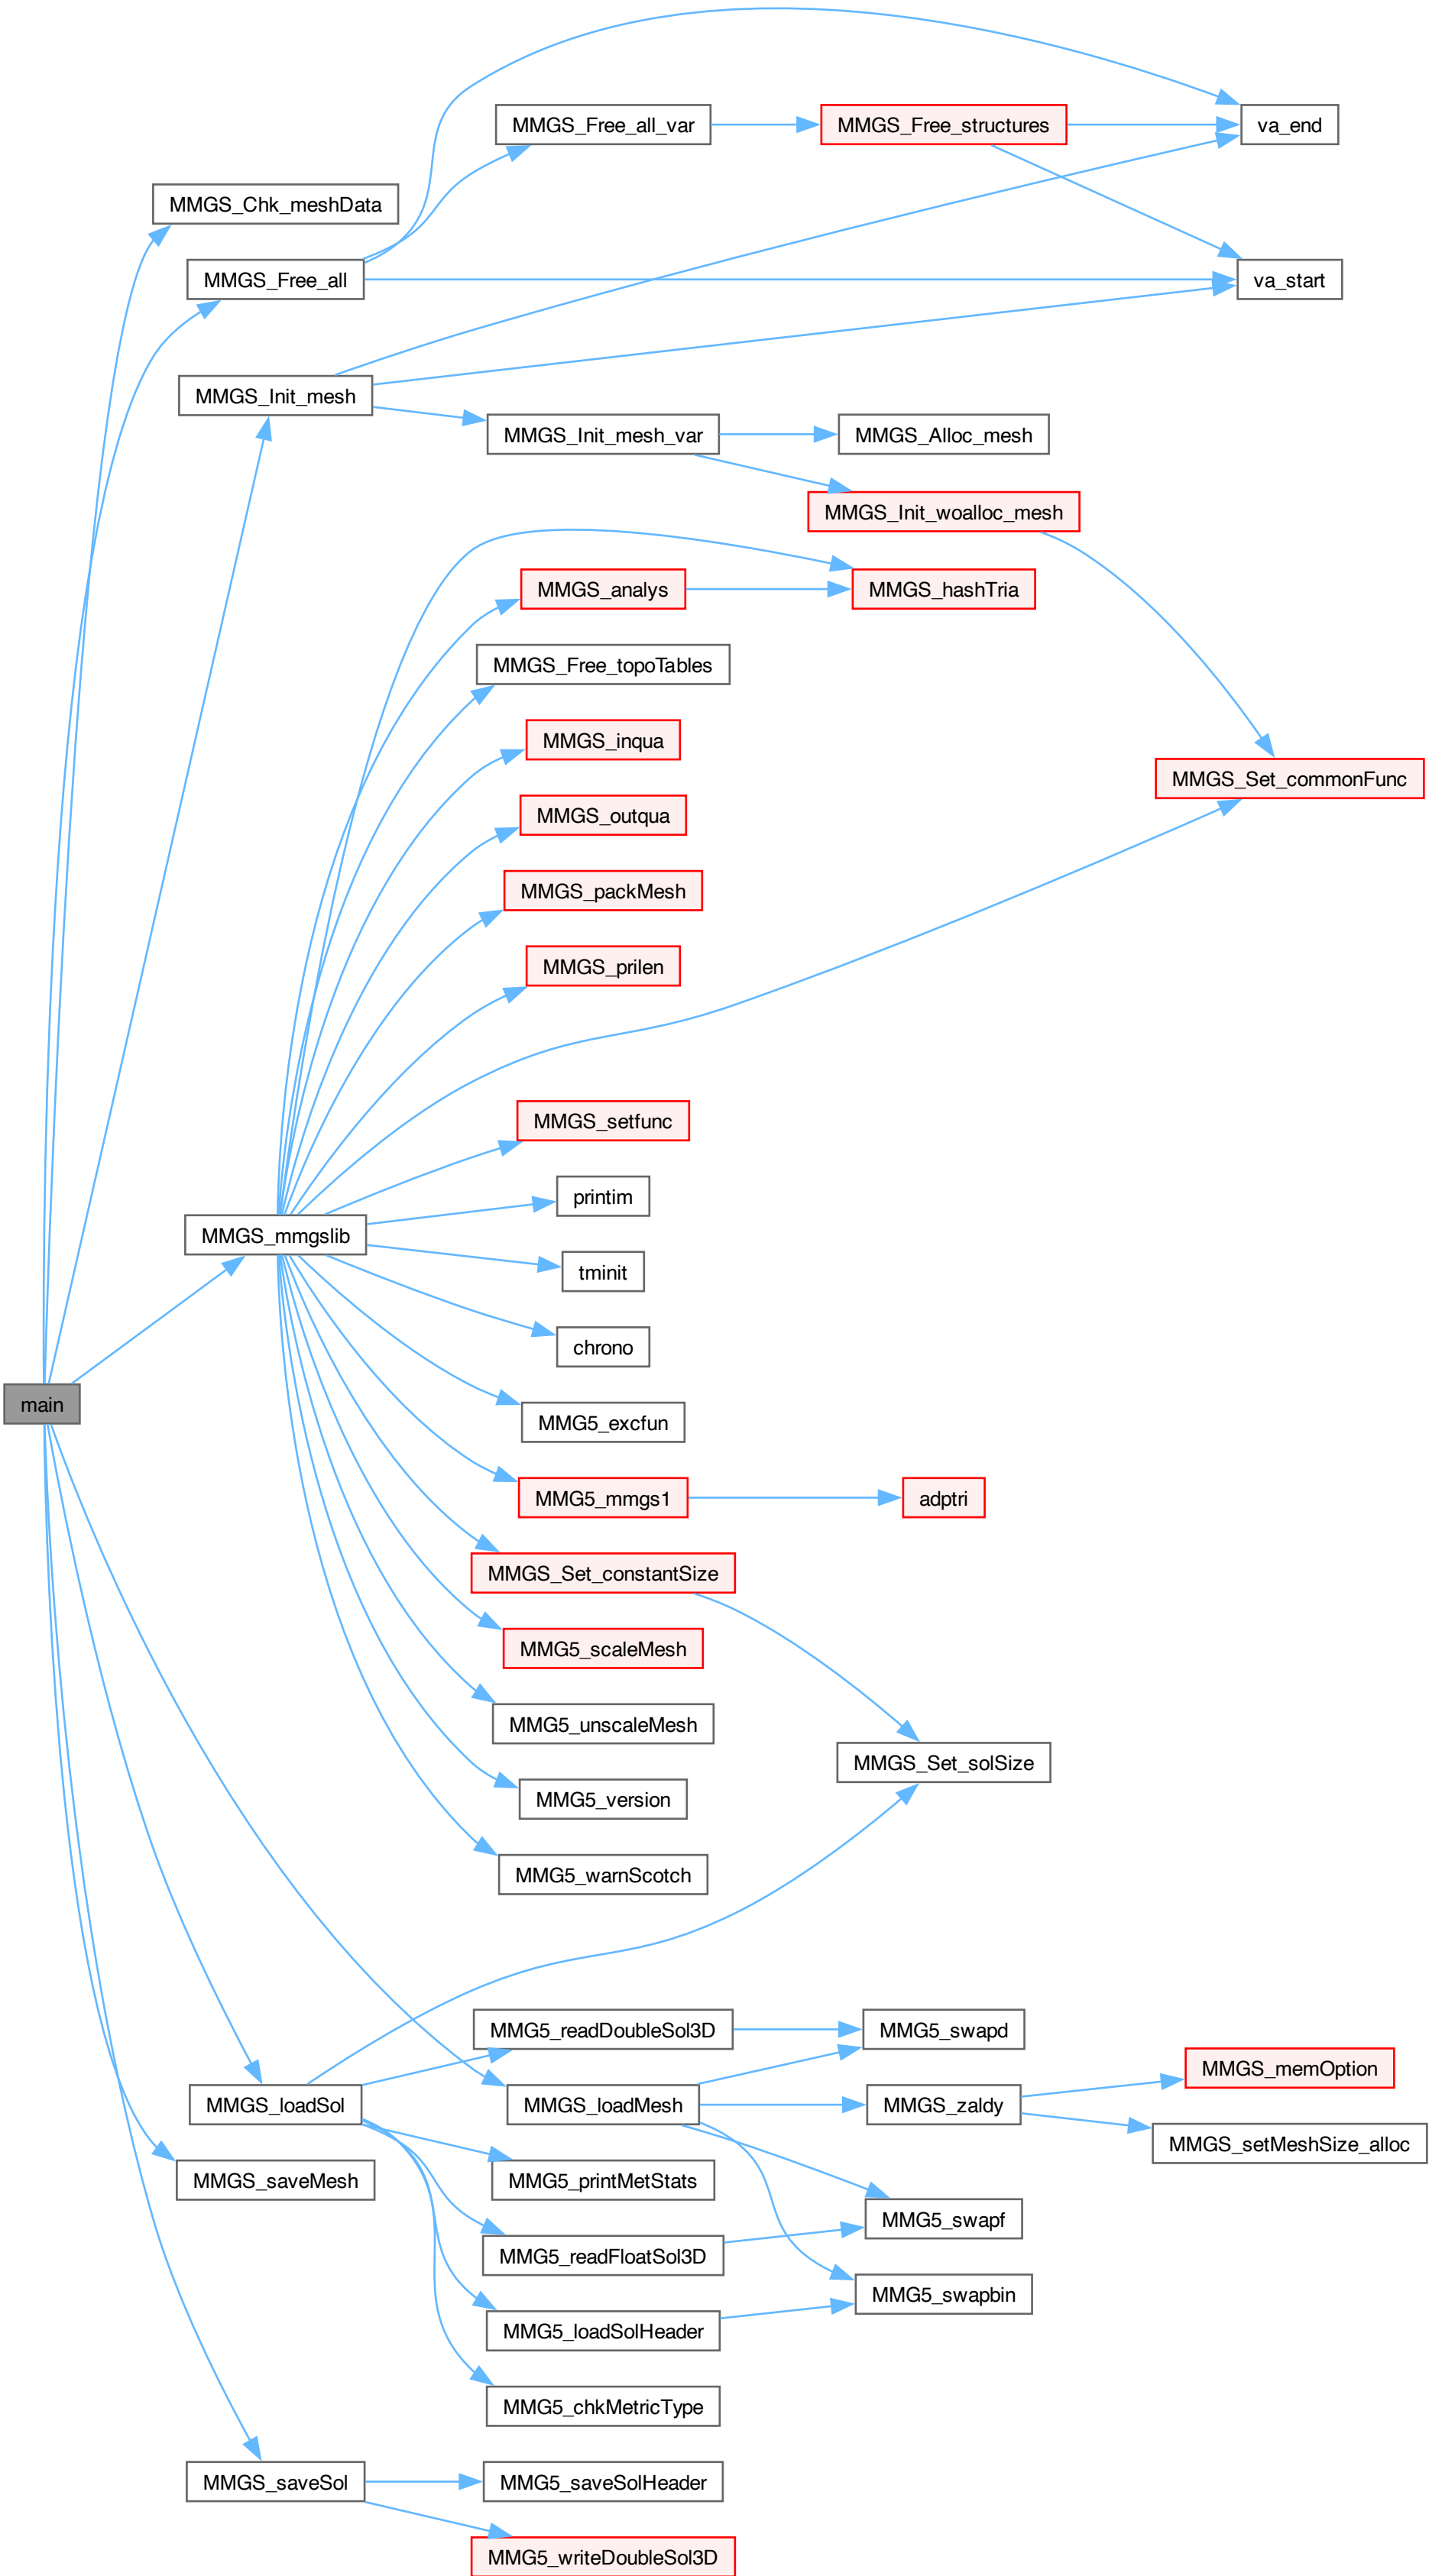 MMGS_Free_all_var
MMGS_Free_structures
va_end
MMGS_Chk_meshData
MMGS_Free_all
va_start
MMGS_Init_mesh
MMGS_Init_mesh_var
MMGS_Alloc_mesh
MMGS_Init_woalloc_mesh
MMGS_analys
MMGS_hashTria
MMGS_Free_topoTables
MMGS_inqua
MMGS_Set_commonFunc
MMGS_outqua
MMGS_packMesh
MMGS_prilen
MMGS_setfunc
printim
MMGS_mmgslib
tminit
chrono
main
MMG5_excfun
MMG5_mmgs1
adptri
MMGS_Set_constantSize
MMG5_scaleMesh
MMG5_unscaleMesh
MMGS_Set_solSize
MMG5_version
MMG5_warnScotch
MMG5_readDoubleSol3D
MMG5_swapd
MMGS_memOption
MMGS_loadSol
MMGS_loadMesh
MMGS_zaldy
MMGS_setMeshSize_alloc
MMGS_saveMesh
MMG5_printMetStats
MMG5_swapf
MMG5_readFloatSol3D
MMG5_swapbin
MMG5_loadSolHeader
MMG5_chkMetricType
MMGS_saveSol
MMG5_saveSolHeader
MMG5_writeDoubleSol3D